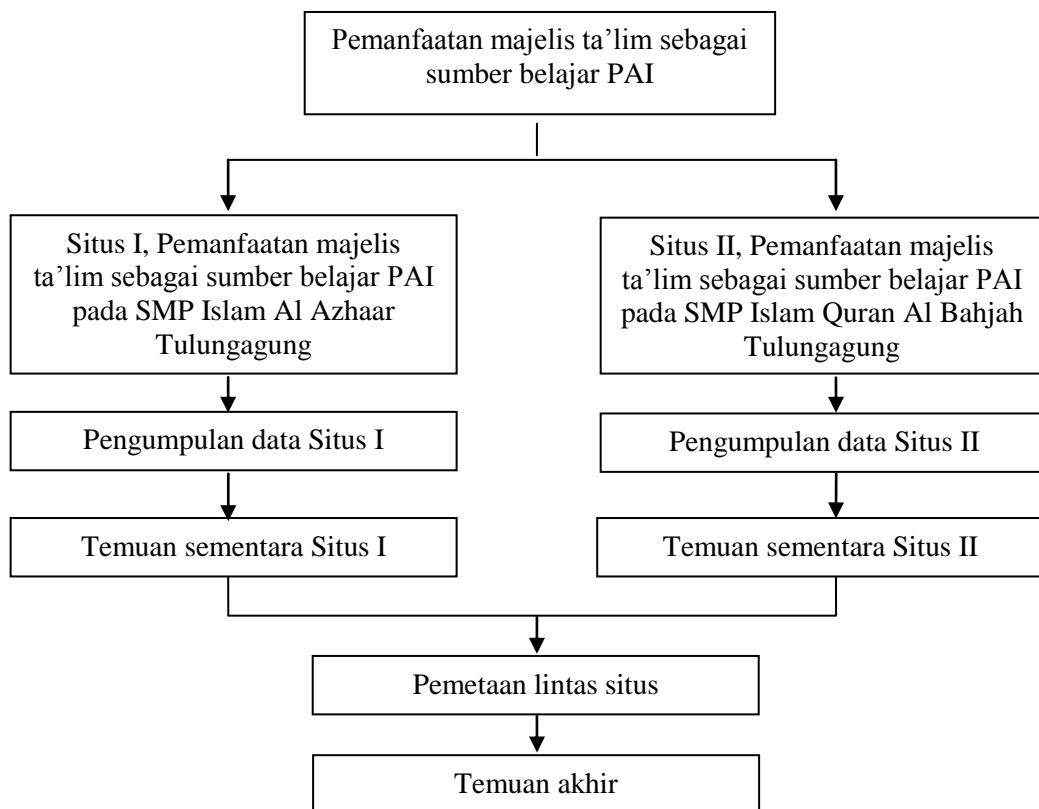 Pemanfaatan majelis ta’lim sebagai
sumber belajar PAI
Situs I, Pemanfaatan majelis
ta’lim sebagai sumber belajar PAI
pada SMP Islam Al Azhaar
Tulungagung
Situs II, Pemanfaatan majelis
ta’lim sebagai sumber belajar PAI
pada SMP Islam Quran Al Bahjah
Tulungagung
Pengumpulan data Situs I
Pengumpulan data Situs II
Temuan sementara Situs I
Temuan sementara Situs II
Pemetaan lintas situs
Temuan akhir